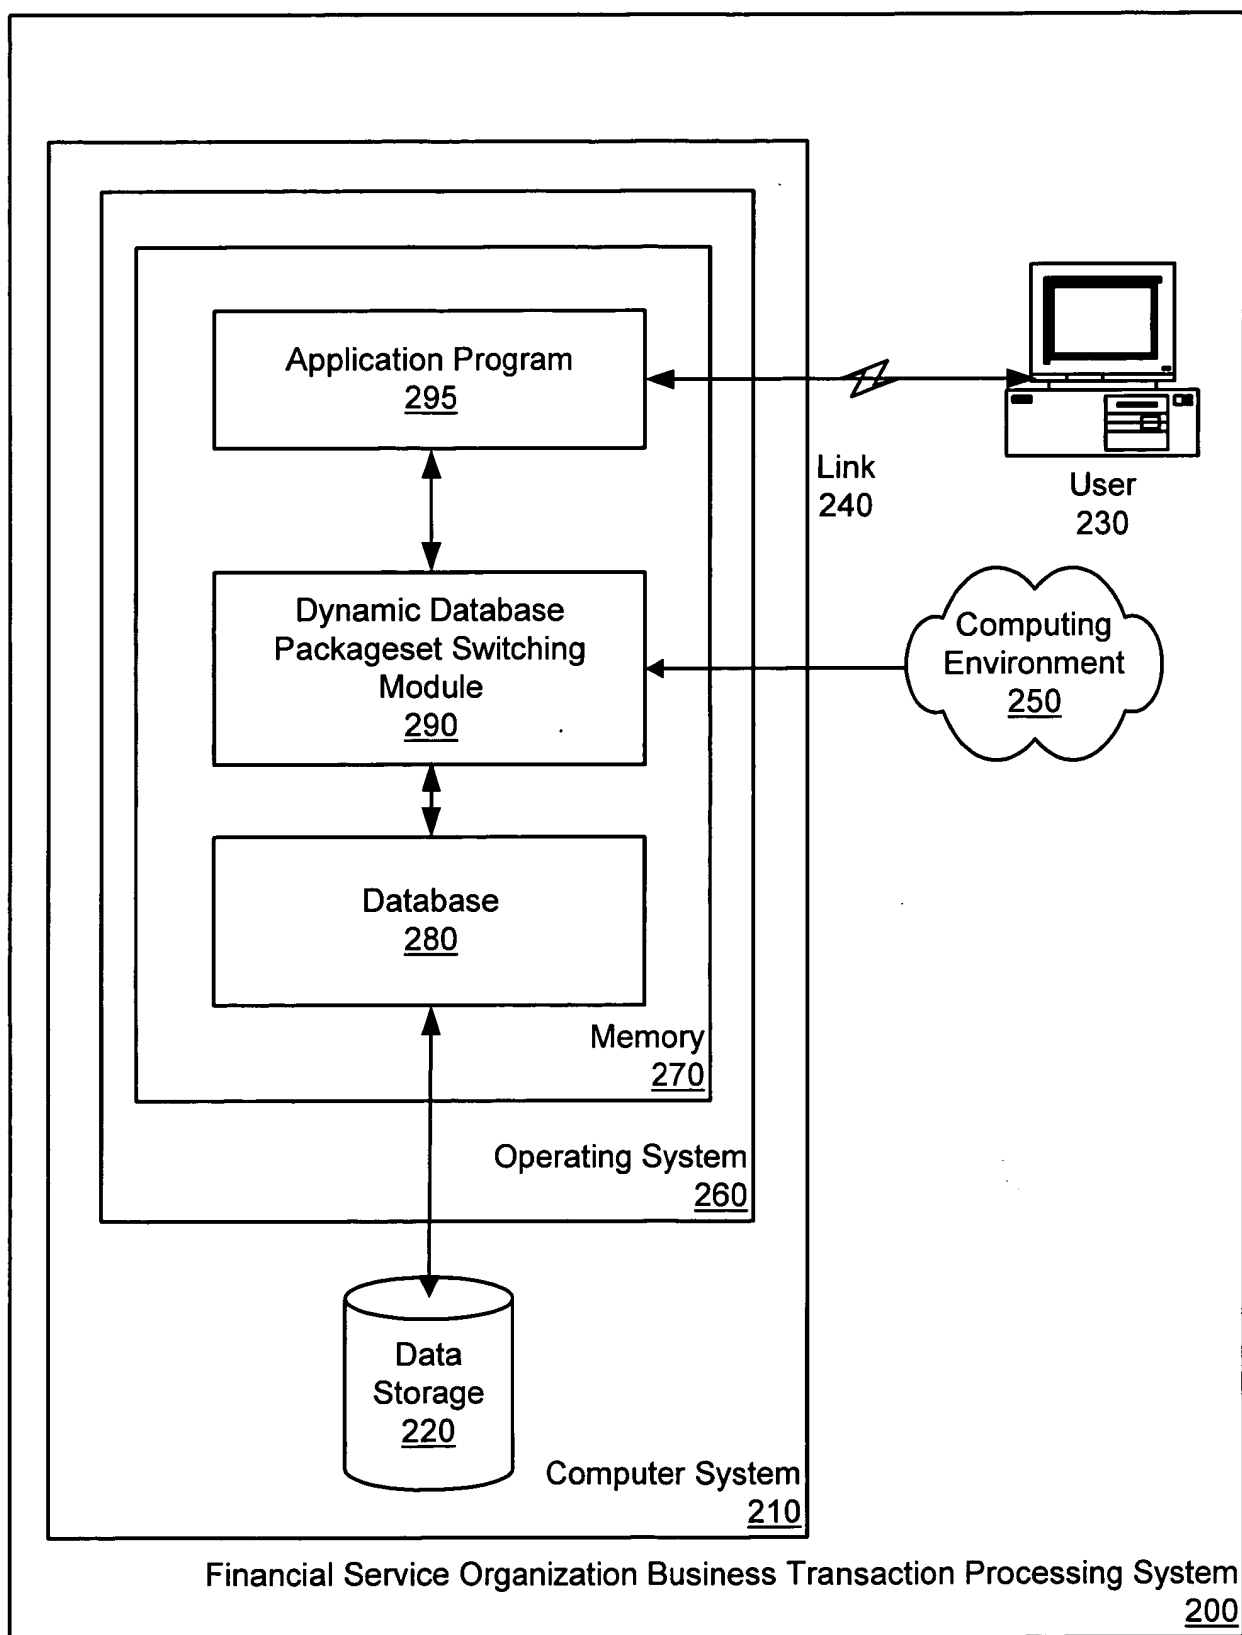 Application Program
295
Link
240
User
230
Dynamic Database
Packageset Switching
Module
290
Computing
Environment
250
Database
280
Memory
270
Operating System
260
Data
Storage
220
Computer System
210
Financial Service Organization Business Transaction Processing System
200